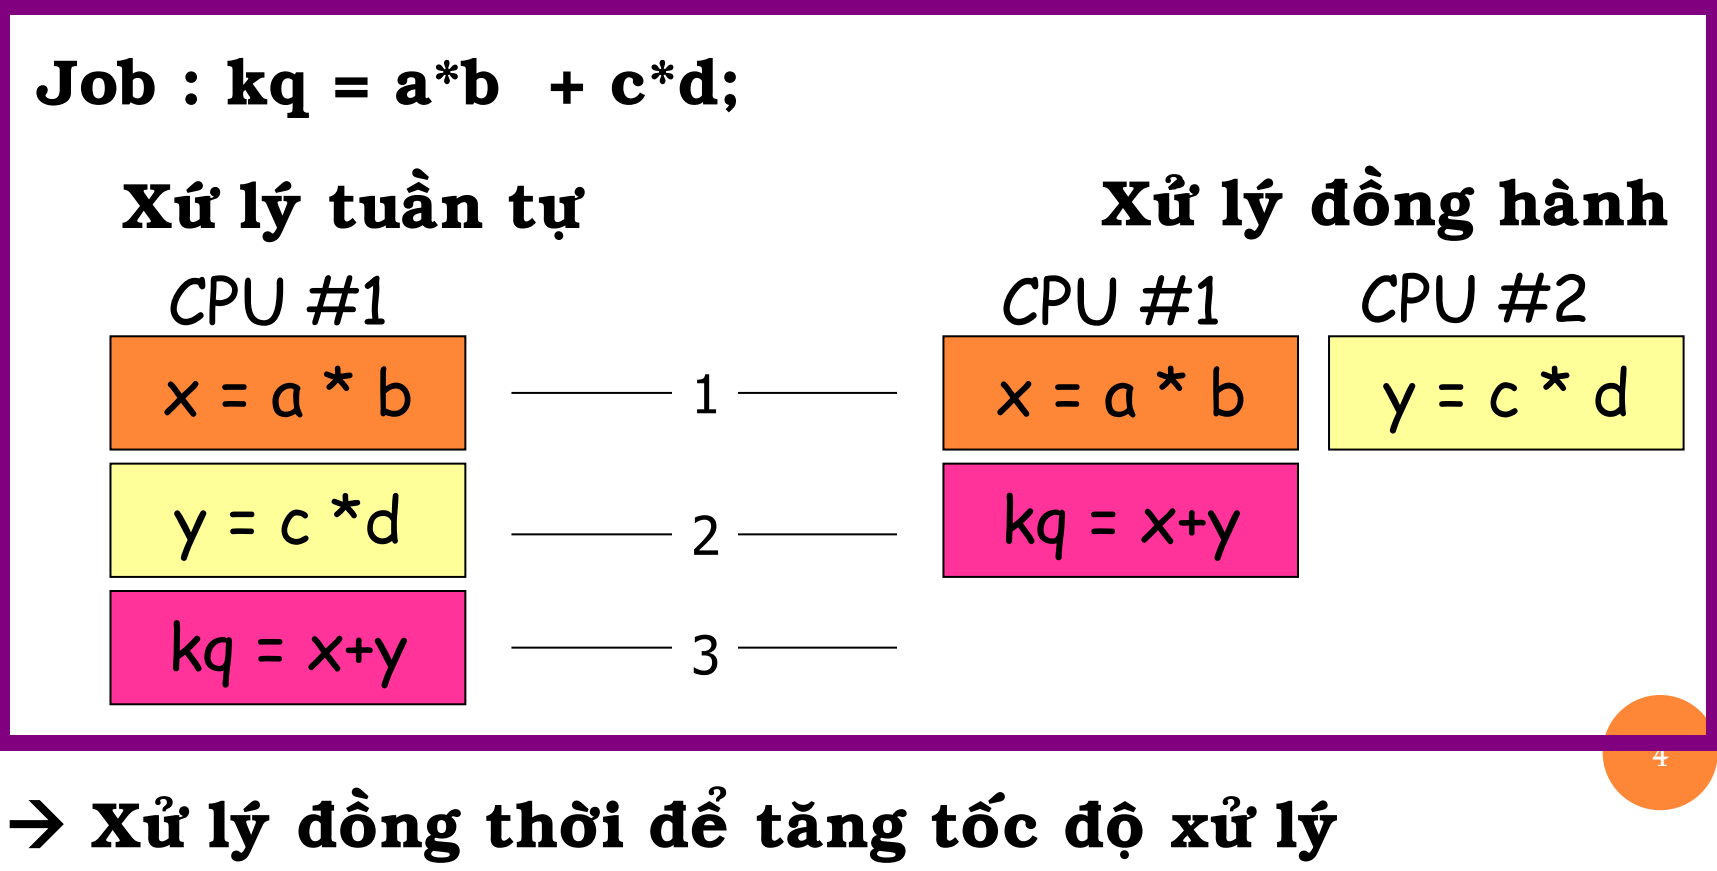 Job : kq = a*b + c*d;
Xứ lý tuần tự
Xử lý đồng hành
CPU #1
CPU #1
CPU #2
x = a * b
1
x = a * b
y = c * d
y = c *d
2
kq = x+y
kq = x+y
3
4
→ Xử lý đồng thời để tăng tốc độ xử lý